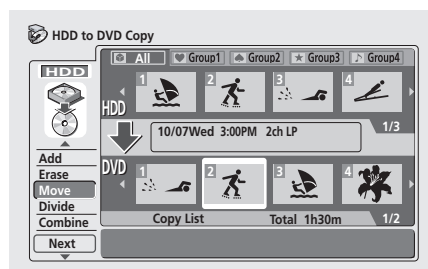 HDD to DVD Copy
All Group1 Group2 Group3 Group4
HDD
1 2 3 4
HDD
10/07Wed 3:00PM 2ch LP
1/3
Add
Erase
Move
Divide
Combine
Next
DVD
1 2 3 4
Copy List Total 1h30m 1/2